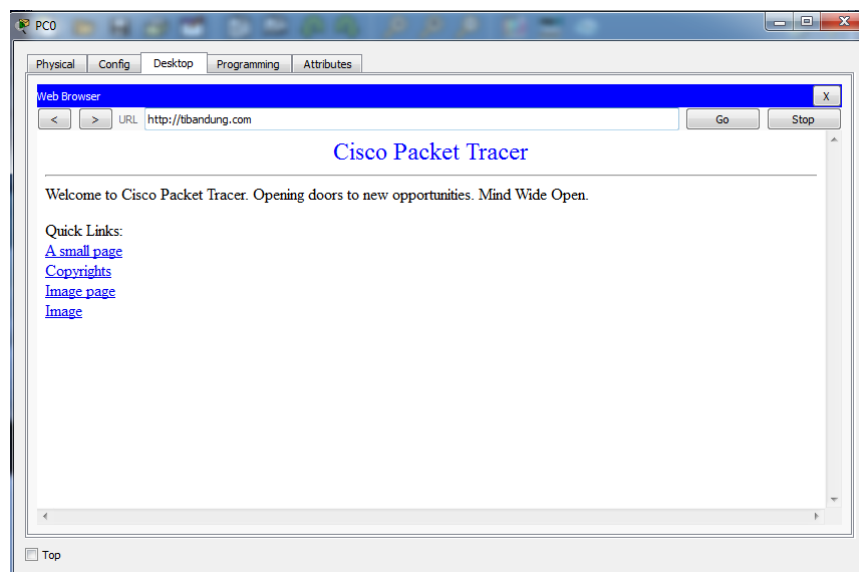 PC0
Physical Config Desktop Programming Attributes
Web Browser X
< > URL http://tibandung.com Go Stop
Cisco Packet Tracer
Welcome to Cisco Packet Tracer. Opening doors to new opportunities. Mind Wide Open.
Quick Links:
A small page
Copyrights
Image page
Image
Top